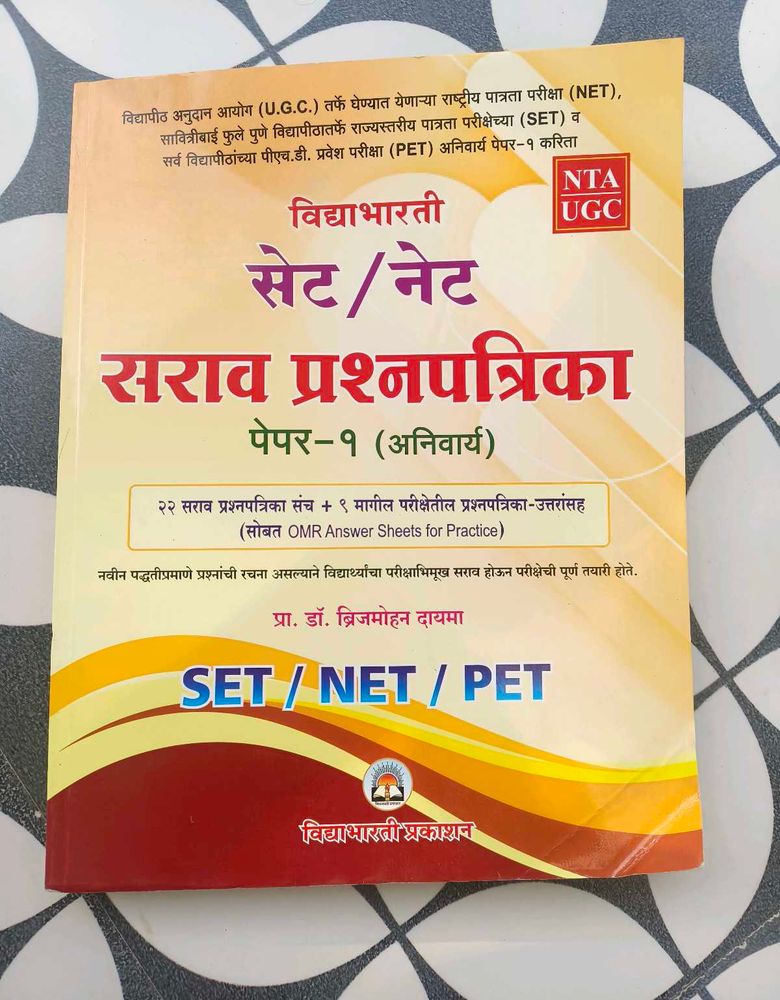 विद्यापीठ अनुदान आयोग (U.G.C.) तर्फे घेण्यात येणाऱ्या राष्ट्रीय पात्रता परीक्षा (NET),
सावित्रीबाई फुले पुणे विद्यापीठातर्फे राज्यस्तरीय पात्रता परीक्षेच्या (SET) व
सर्व विद्यापीठांच्या पीएच.डी. प्रवेश परीक्षा (PET) अनिवार्य पेपर-१ करिता
NTA
UGC
विद्याभारती
सेट / नेट
सराव प्रश्नपत्रिका
पेपर-१ (अनिवार्य)
२२ सराव प्रश्नपत्रिका संच + ९ मागील परीक्षेतील प्रश्नपत्रिका-उत्तरांसह
(सोबत OMR Answer Sheets for Practice)
नवीन पद्धतीप्रमाणे प्रश्नांची रचना असल्याने विद्यार्थ्यांचा परीक्षाभिमूख सराव होऊन परीक्षेची पूर्ण तयारी होते.
प्रा. डॉ. ब्रिजमोहन दायमा
SET / NET / PET
विद्याभारती प्रकाशन